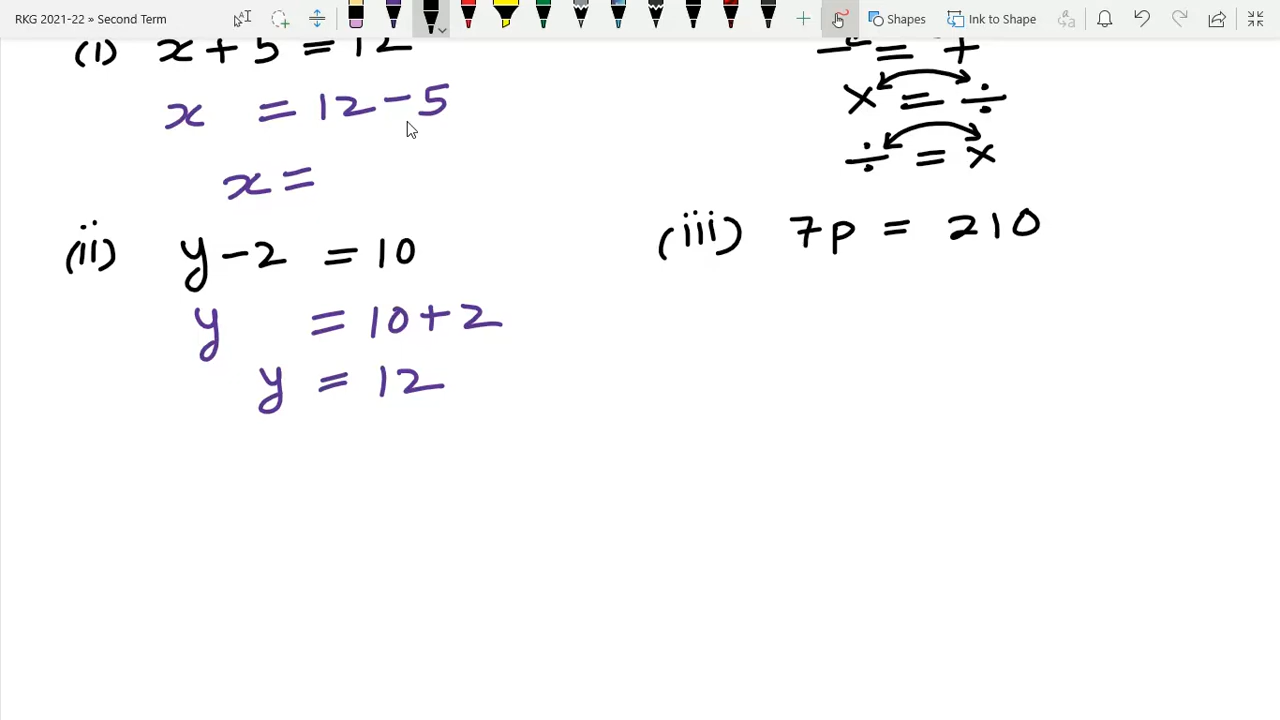 RKG 2021-22 » Second Term
Shapes
Ink to Shape
(i) x + 5 = 12
x = 12 - 5
x =
(ii) y - 2 = 10
y = 10 + 2
y = 12
= +
× = ÷
÷ = ×
(iii) 7p = 210